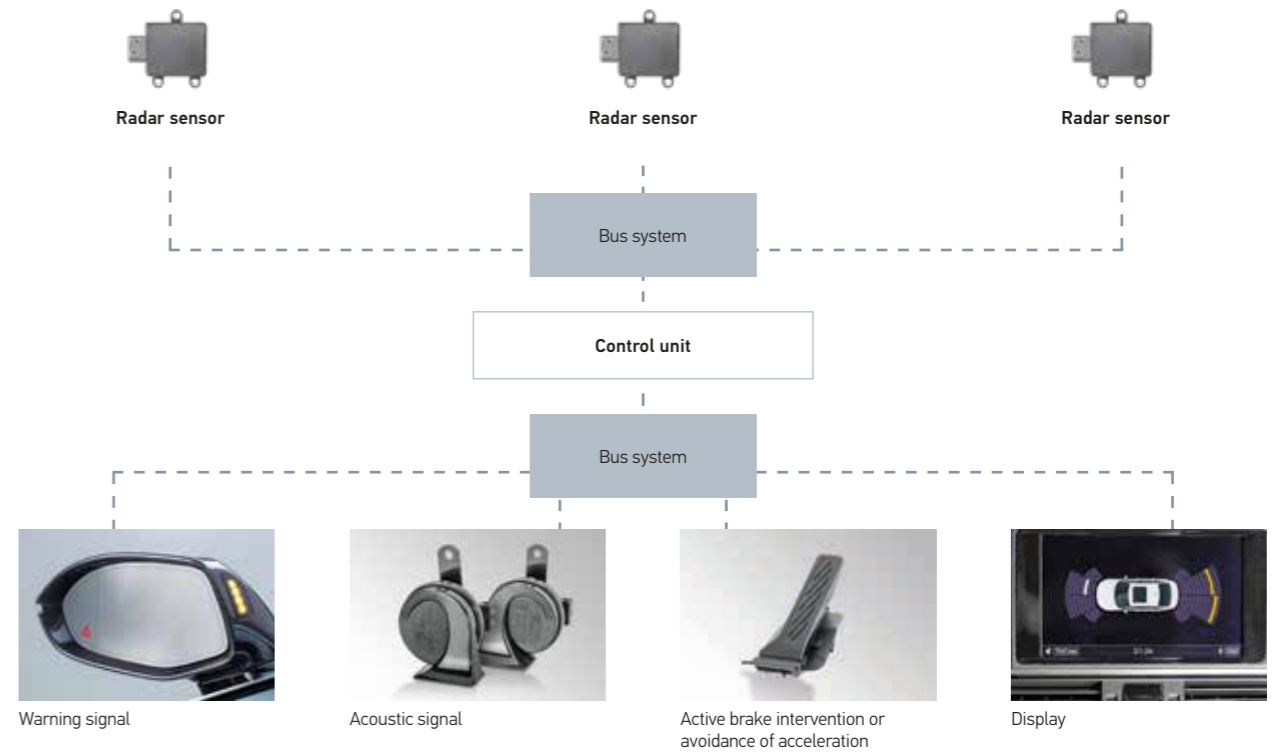 Radar sensor
Radar sensor
Radar sensor
Bus system
Control unit
Bus system
Warning signal
Acoustic signal
Active brake intervention or
avoidance of acceleration
Display